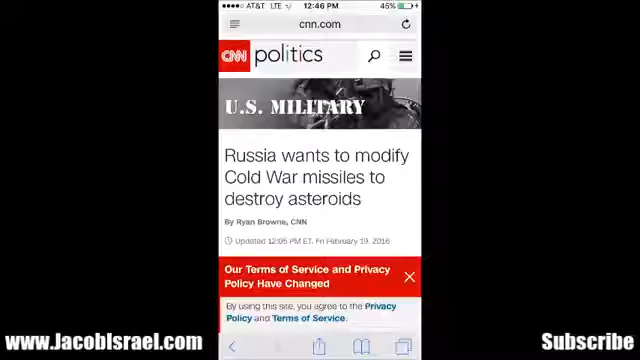 AT&T LTE 12:46 PM 45%
cnn.com
CNN politics
U.S. MILITARY
Russia wants to modify
Cold War missiles to
destroy asteroids
By Ryan Browne, CNN
Updated 12:05 PM ET, Fri February 19, 2016
Our Terms of Service and Privacy
Policy Have Changed
By using this site, you agree to the Privacy
Policy and Terms of Service.
www.JacobIsrael.com
Subscribe